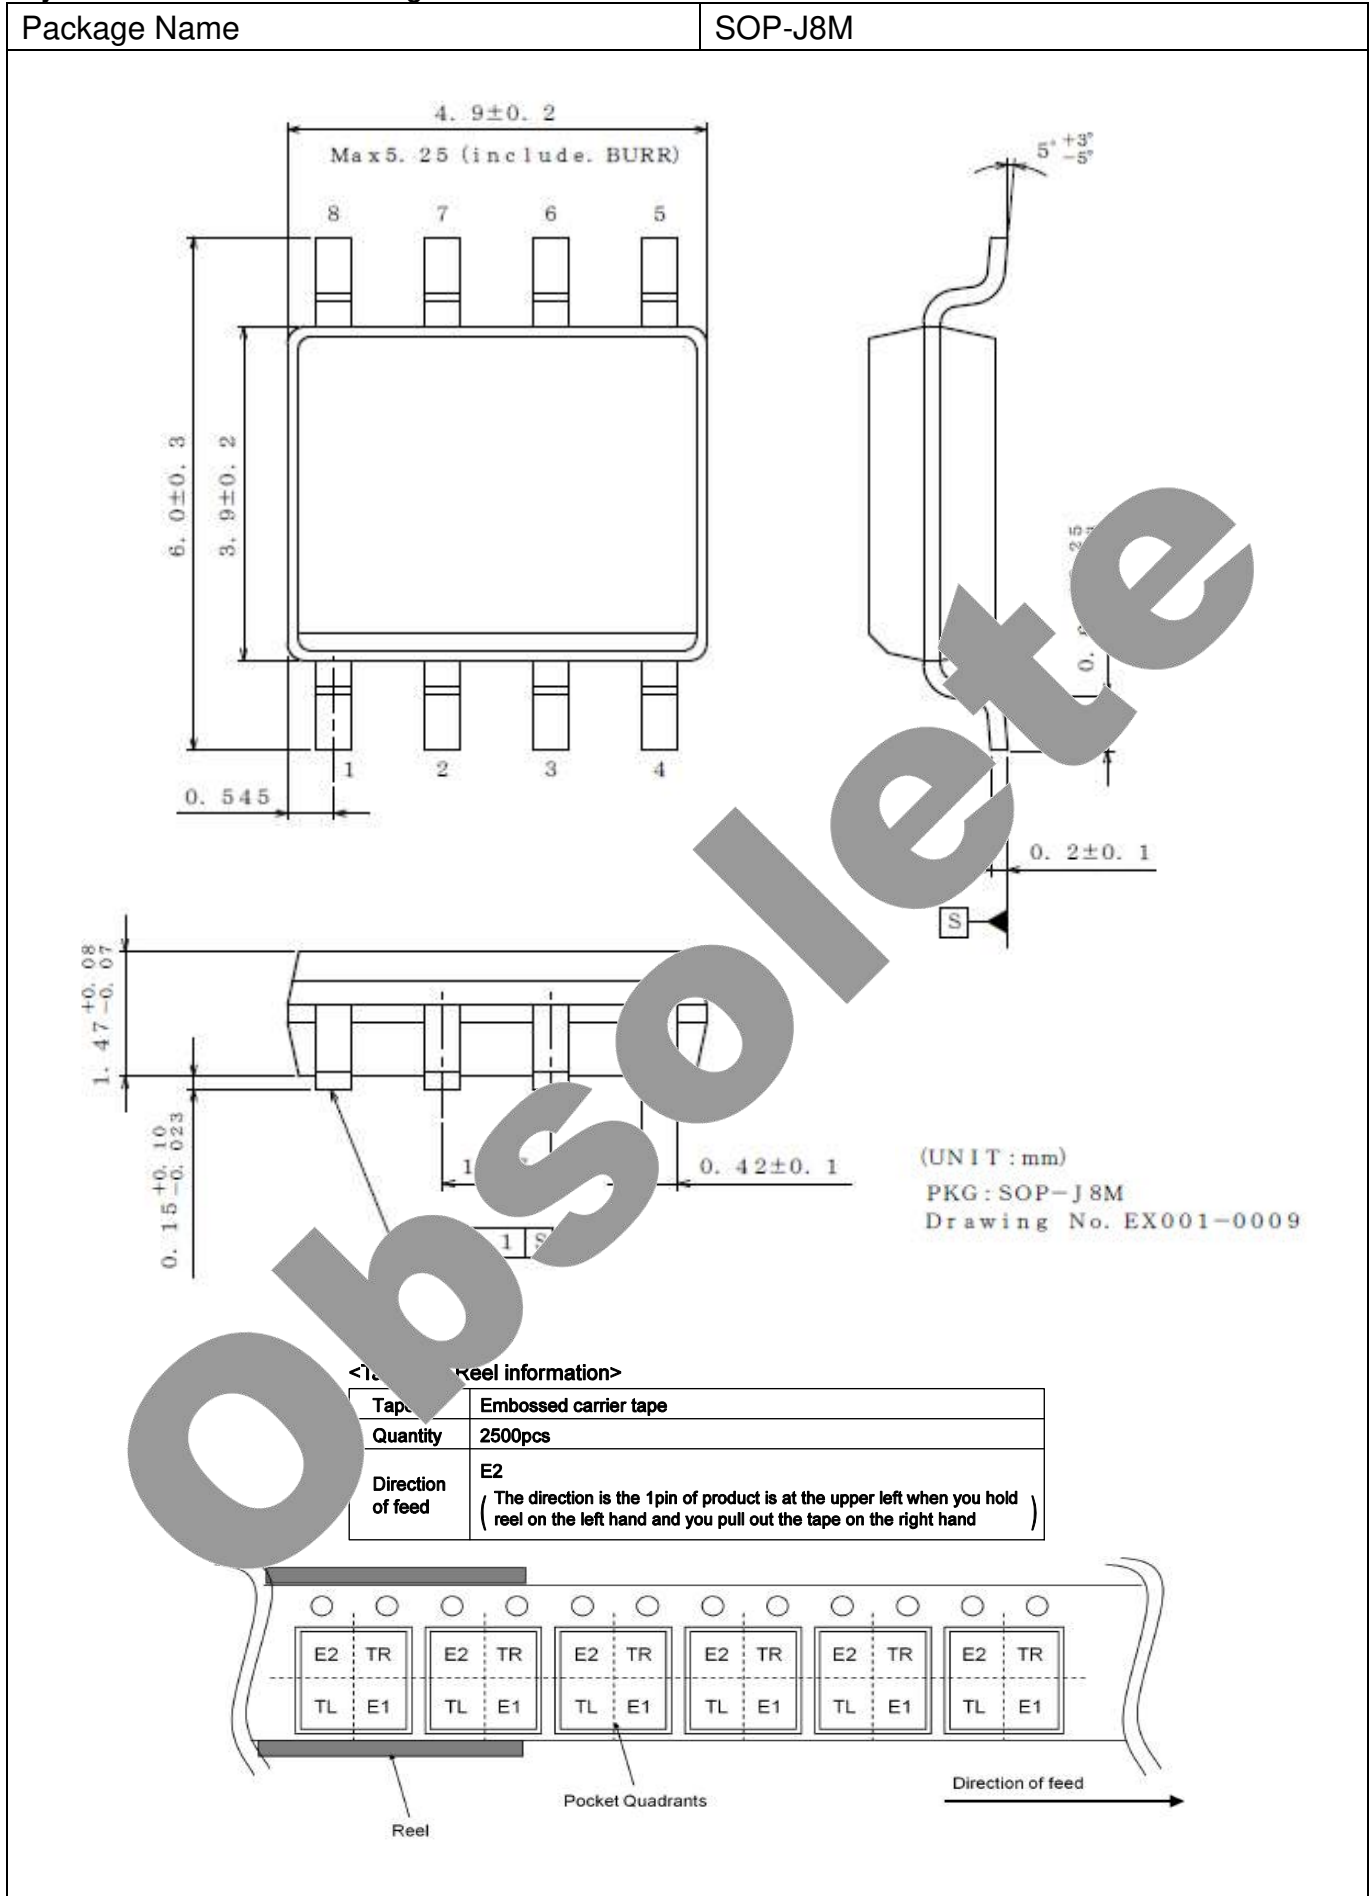 Package Name SOP-J8M
4. 9±0. 2
Max5. 25 (include. BURR)
5° +3° −5°
8 7 6 5
6. 0±0. 3
3. 9±0. 2
1 2 3 4
0. 545
0. 2±0. 1
S
1. 47 +0. 08 −0. 07
0. 15 +0. 10 −0. 023
0. 42±0. 1
1 S
(UNIT : mm)
PKG : SOP−J8M
Drawing No. EX001−0009
Obsolete
Reel information>
Embossed carrier tape
Quantity 2500pcs
Direction of feed
E2
( The direction is the 1pin of product is at the upper left when you hold
reel on the left hand and you pull out the tape on the right hand )
E2 TR E2 TR E2 TR E2 TR E2 TR E2 TR
TL E1 TL E1 TL E1 TL E1 TL E1 TL E1
Direction of feed
Pocket Quadrants
Reel